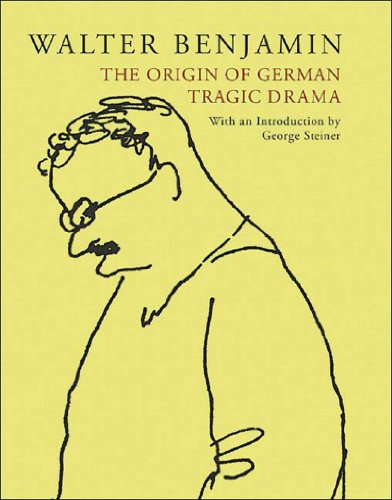 WALTER BENJAMIN
THE ORIGIN OF GERMAN
TRAGIC DRAMA
With an Introduction by
George Steiner